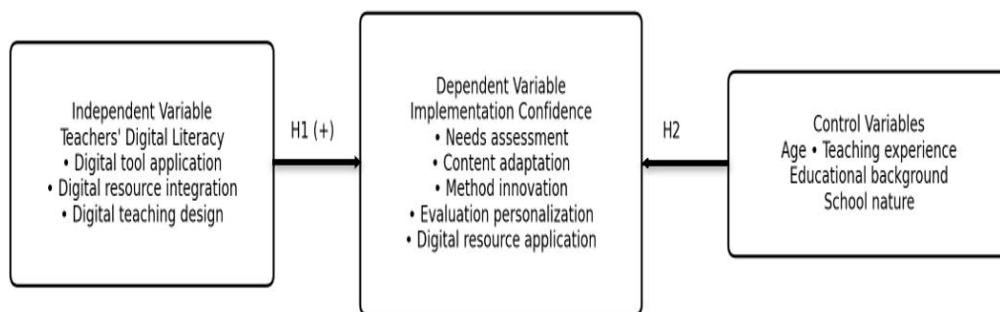 Independent Variable
Teachers' Digital Literacy
• Digital tool application
• Digital resource integration
• Digital teaching design
H1 (+)
Dependent Variable
Implementation Confidence
• Needs assessment
• Content adaptation
• Method innovation
• Evaluation personalization
• Digital resource application
H2
Control Variables
Age • Teaching experience
Educational background
School nature